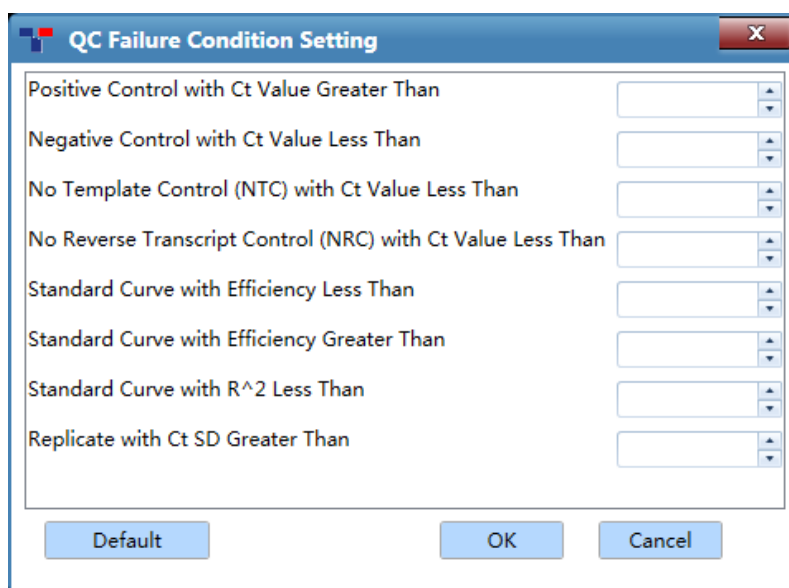 QC Failure Condition Setting
Positive Control with Ct Value Greater Than
Negative Control with Ct Value Less Than
No Template Control (NTC) with Ct Value Less Than
No Reverse Transcript Control (NRC) with Ct Value Less Than
Standard Curve with Efficiency Less Than
Standard Curve with Efficiency Greater Than
Standard Curve with R^2 Less Than
Replicate with Ct SD Greater Than
Default OK Cancel